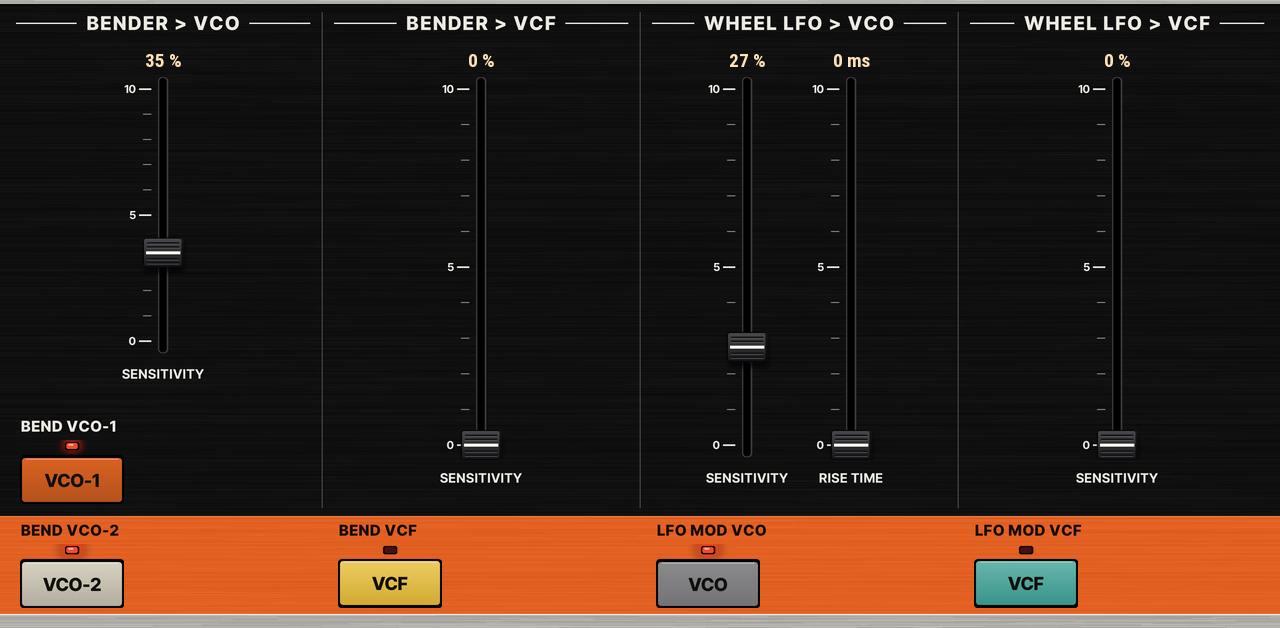 BENDER > VCO
35 %
10
5
0
SENSITIVITY
BEND VCO-1
VCO-1
BEND VCO-2
VCO-2
BENDER > VCF
0 %
10
5
0
SENSITIVITY
BEND VCF
VCF
WHEEL LFO > VCO
27 % 0 ms
10 10
5 5
0 0
SENSITIVITY RISE TIME
LFO MOD VCO
VCO
WHEEL LFO > VCF
0 %
10
5
0
SENSITIVITY
LFO MOD VCF
VCF